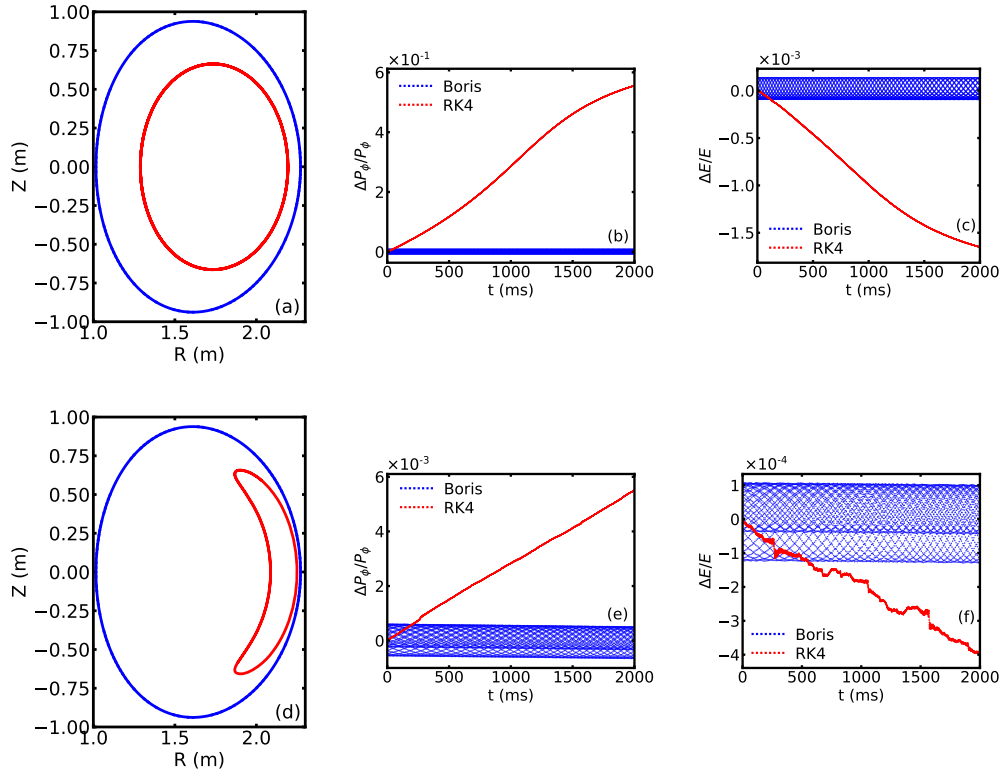 1.00
0.75
0.50
0.25
0.00
−0.25
−0.50
−0.75
−1.00
Z (m)
1.0
1.5
2.0
R (m)
(a)
×10⁻¹
6
4
2
0
ΔP_ϕ/P_ϕ
Boris
RK4
(b)
0
500
1000
1500
2000
t (ms)
×10⁻³
0.0
−0.5
−1.0
−1.5
ΔE/E
Boris
RK4
(c)
0
500
1000
1500
2000
t (ms)
1.00
0.75
0.50
0.25
0.00
−0.25
−0.50
−0.75
−1.00
Z (m)
1.0
1.5
2.0
R (m)
(d)
×10⁻³
6
4
2
0
ΔP_ϕ/P_ϕ
Boris
RK4
(e)
0
500
1000
1500
2000
t (ms)
×10⁻⁴
1
0
−1
−2
−3
−4
ΔE/E
Boris
RK4
(f)
0
500
1000
1500
2000
t (ms)